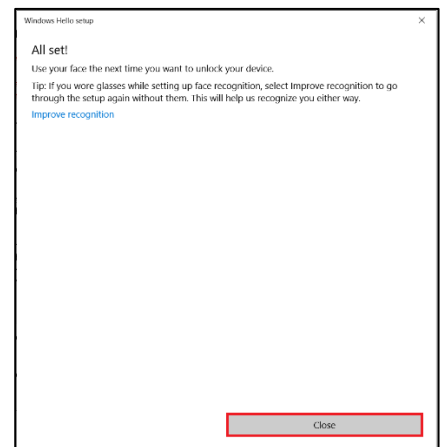 Windows Hello setup
All set!
Use your face the next time you want to unlock your device.
Tip: If you wore glasses while setting up face recognition, select Improve recognition to go
through the setup again without them. This will help us recognize you either way.
Improve recognition
Close